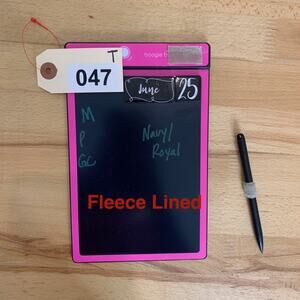 T
047
boogie b
June $25
M
P
GC
Navy/
Royal
Fleece Lined